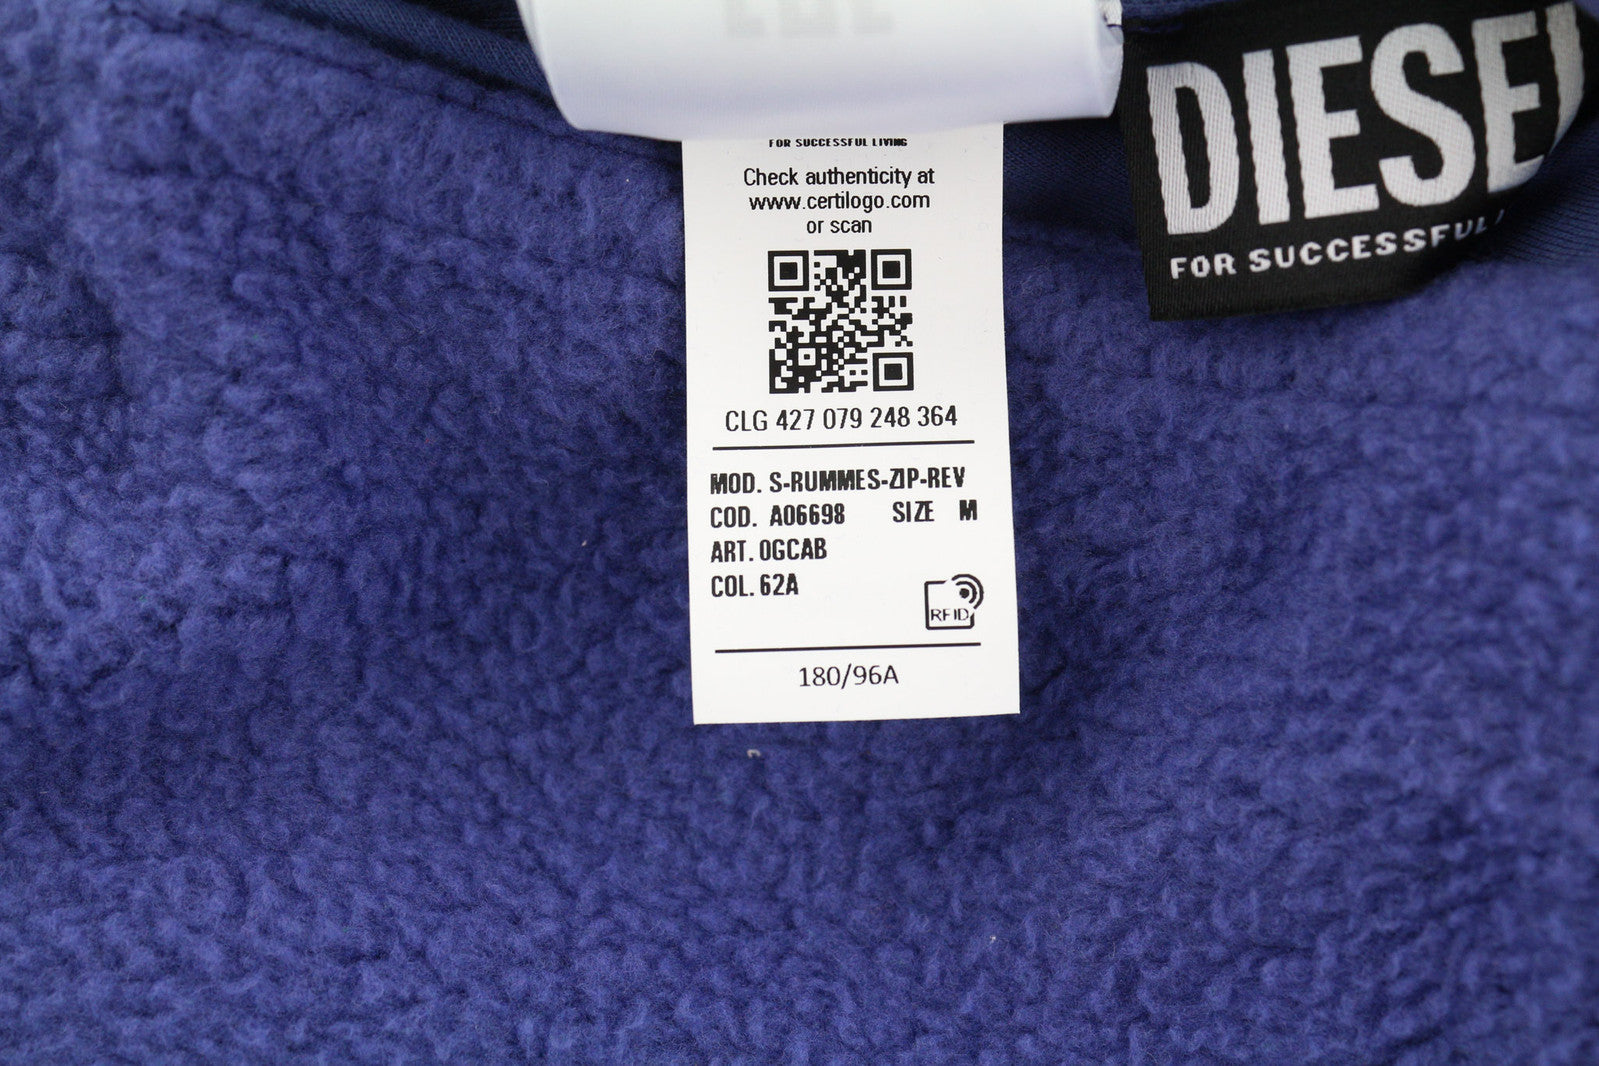 FOR SUCCESSFUL LIVING
Check authenticity at
www.certilogo.com
or scan
CLG 427 079 248 364
MOD. S-RUMMES-ZIP-REV
COD. A06698 SIZE M
ART. 0GCAB
COL. 62A
RFID
180/96A
DIESEL
FOR SUCCESSFUL